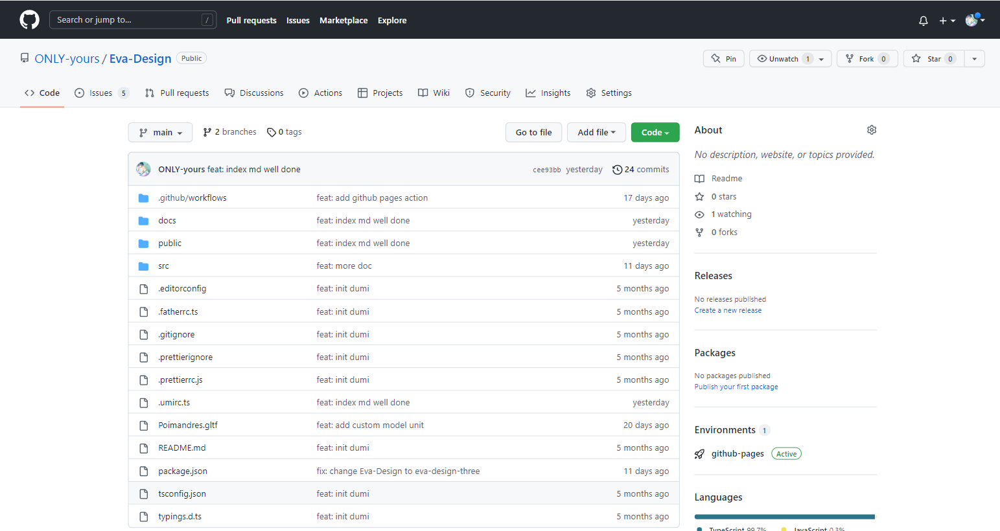 Search or jump to... / Pull requests Issues Marketplace Explore
ONLY-yours / Eva-Design Public Pin Unwatch 1 Fork 0 Star 0
Code Issues 5 Pull requests Discussions Actions Projects Wiki Security Insights Settings
main 2 branches 0 tags Go to file Add file Code
ONLY-yours feat: index md well done cee93bb yesterday 24 commits
.github/workflows feat: add github pages action 17 days ago
docs feat: index md well done yesterday
public feat: index md well done yesterday
src feat: more doc 11 days ago
.editorconfig feat: init dumi 5 months ago
.fatherrc.ts feat: init dumi 5 months ago
.gitignore feat: init dumi 5 months ago
.prettierignore feat: init dumi 5 months ago
.prettierrc.js feat: init dumi 5 months ago
.umirc.ts feat: index md well done yesterday
Poimandres.gltf feat: add custom model unit 20 days ago
README.md feat: init dumi 5 months ago
package.json fix: change Eva-Design to eva-design-three 11 days ago
tsconfig.json feat: init dumi 5 months ago
typings.d.ts feat: init dumi 5 months ago
About
No description, website, or topics provided.
Readme
0 stars
1 watching
0 forks
Releases
No releases published
Create a new release
Packages
No packages published
Publish your first package
Environments 1
github-pages Active
Languages
TypeScript 99.7% JavaScript 0.3%